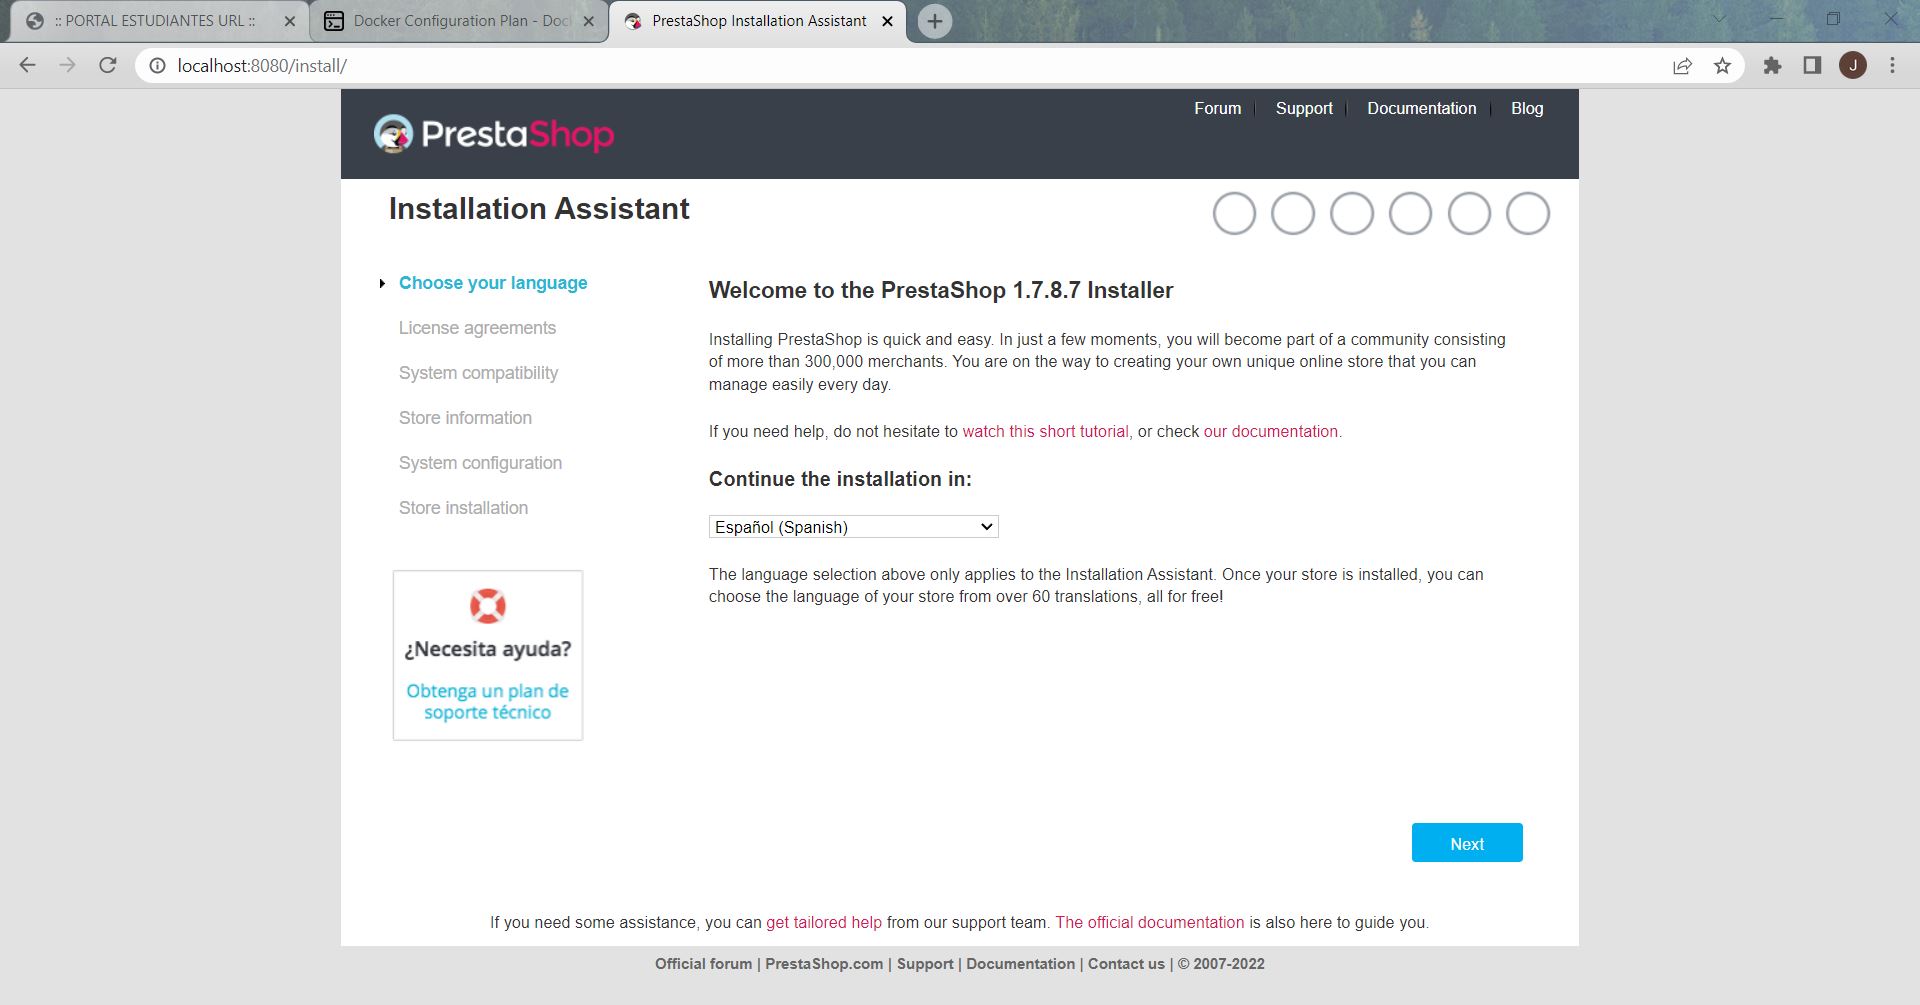 :: PORTAL ESTUDIANTES URL ::
Docker Configuration Plan - Doc
PrestaShop Installation Assistant
localhost:8080/install/
J
Forum
Support
Documentation
Blog
PrestaShop
Installation Assistant
Choose your language
License agreements
System compatibility
Store information
System configuration
Store installation
¿Necesita ayuda?
Obtenga un plan de
soporte técnico
Welcome to the PrestaShop 1.7.8.7 Installer
Installing PrestaShop is quick and easy. In just a few moments, you will become part of a community consisting
of more than 300,000 merchants. You are on the way to creating your own unique online store that you can
manage easily every day.
If you need help, do not hesitate to watch this short tutorial, or check our documentation.
Continue the installation in:
Español (Spanish)
The language selection above only applies to the Installation Assistant. Once your store is installed, you can
choose the language of your store from over 60 translations, all for free!
Next
If you need some assistance, you can get tailored help from our support team. The official documentation is also here to guide you.
Official forum | PrestaShop.com | Support | Documentation | Contact us | © 2007-2022